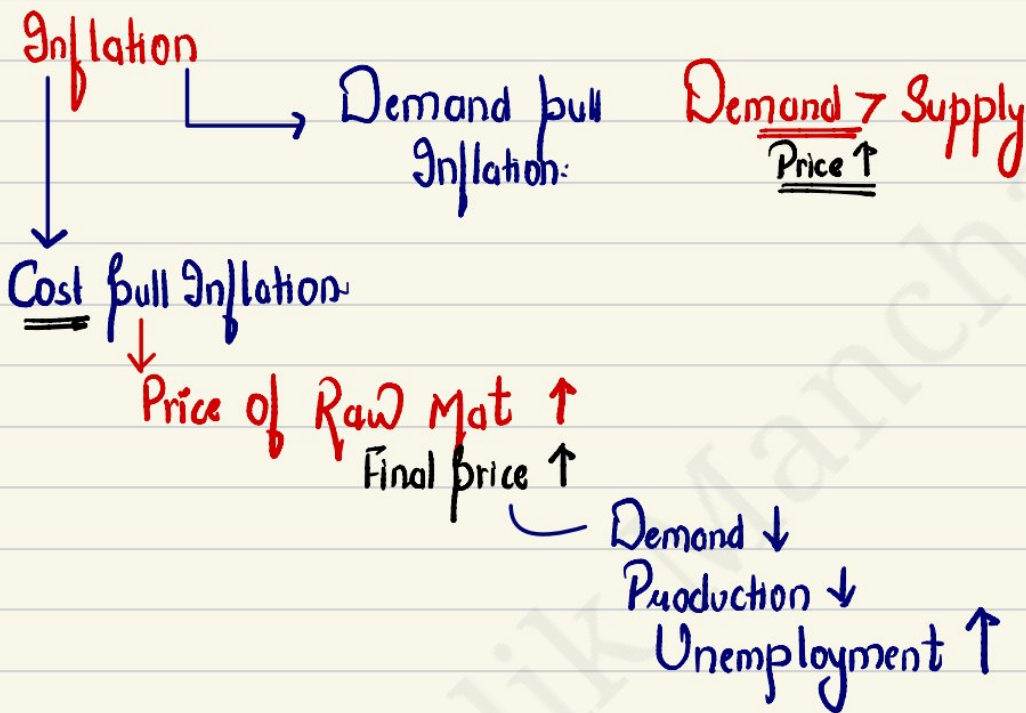 Inflation
Demand pull Demand > Supply
Inflation: Price ↑
Cost pull Inflation
Price of Raw Mat ↑
Final price ↑
Demand ↓
Production ↓
Unemployment ↑